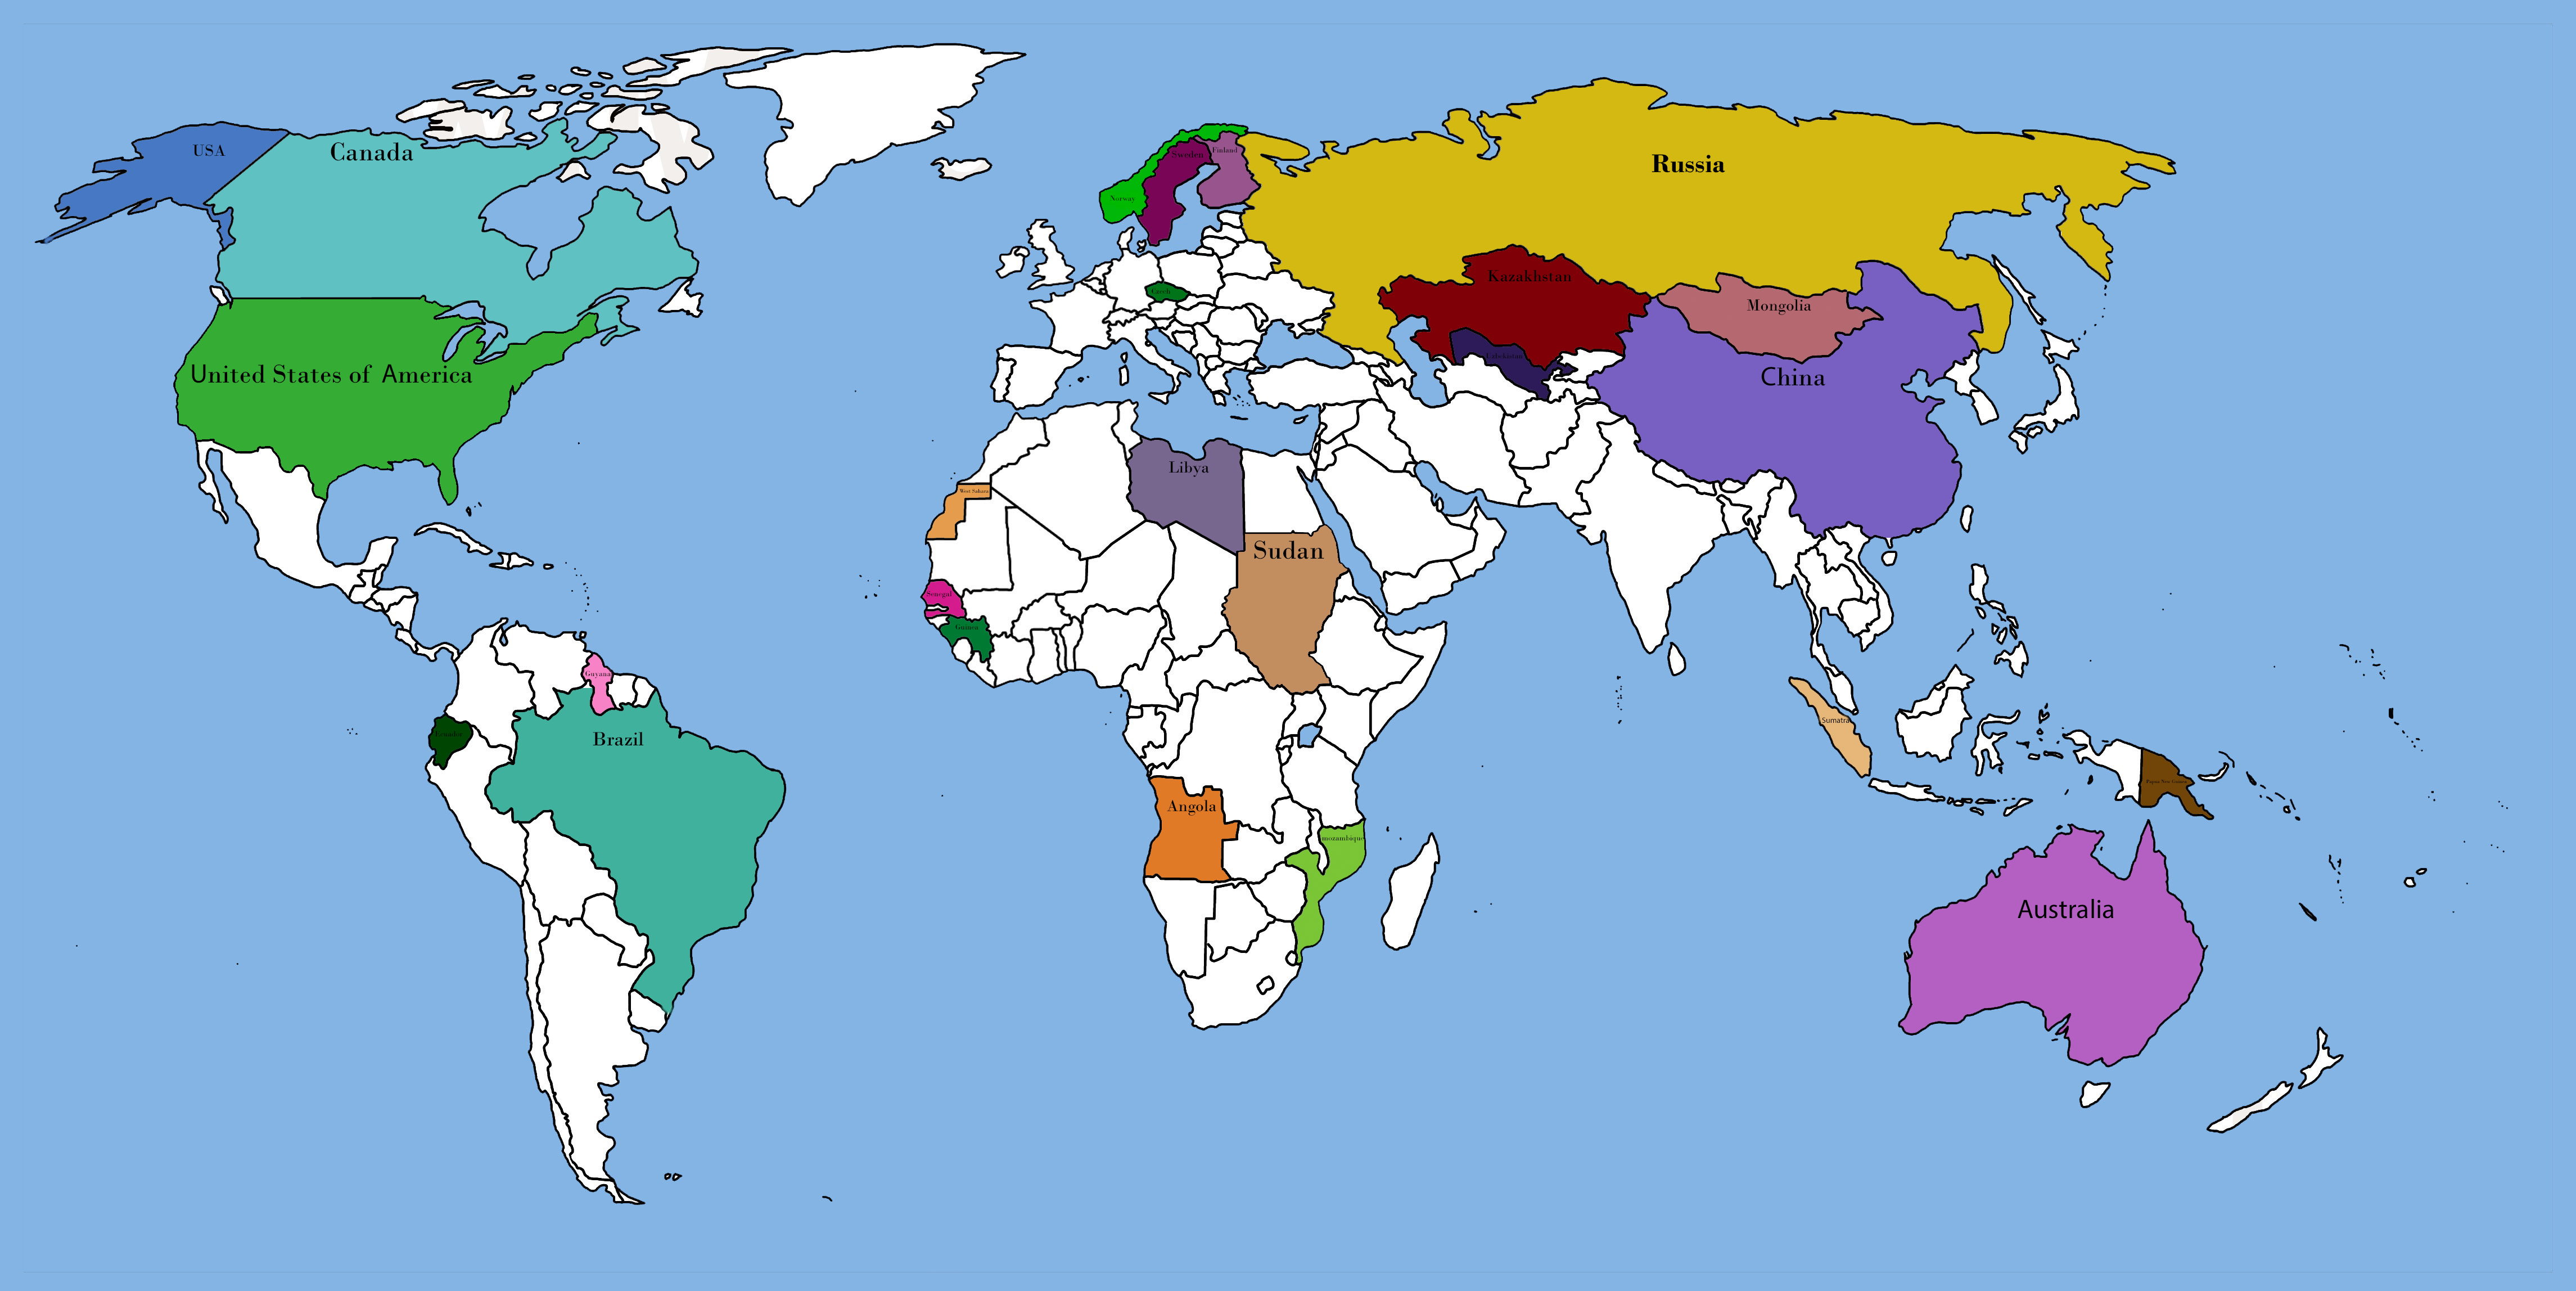 USA
Canada
Russia
Sweden
Finland
Norway
Kazakhstan
Czech
Mongolia
Uzbekistan
United States of America
China
Libya
West Sahara
Sudan
Senegal
Guinea
Guyana
Sumatra
Ecuador
Brazil
Papua New Guinea
Angola
mozambique
Australia